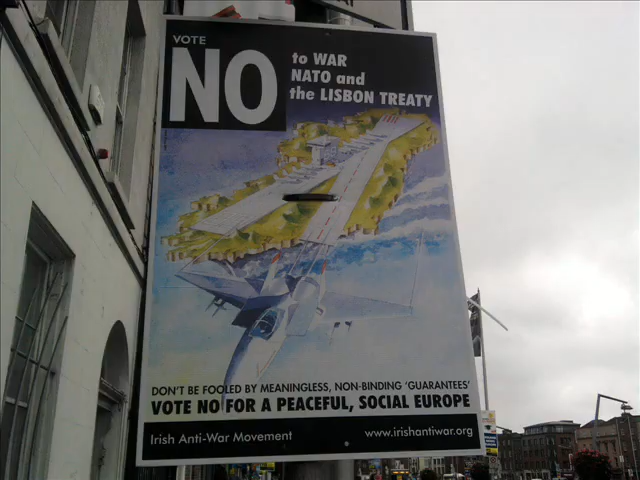 VOTE
NO
to WAR
NATO and
the LISBON TREATY
DON'T BE FOOLED BY MEANINGLESS, NON-BINDING 'GUARANTEES'
VOTE NO FOR A PEACEFUL, SOCIAL EUROPE
Irish Anti-War Movement www.irishantiwar.org